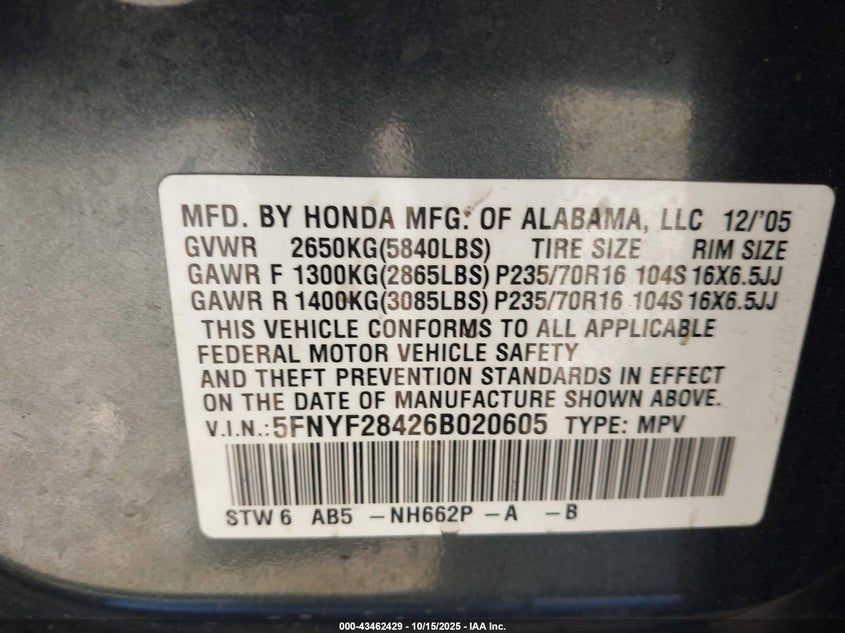 MFD. BY HONDA MFG. OF ALABAMA, LLC 12/'05
GVWR 2650KG(5840LBS) TIRE SIZE RIM SIZE
GAWR F 1300KG(2865LBS) P235/70R16 104S 16X6.5JJ
GAWR R 1400KG(3085LBS) P235/70R16 104S 16X6.5JJ
THIS VEHICLE CONFORMS TO ALL APPLICABLE
FEDERAL MOTOR VEHICLE SAFETY
AND THEFT PREVENTION STANDARDS IN EFFECT
ON THE DATE OF MANUFACTURE SHOWN ABOVE.
V.I.N.:5FNYF28426B020605 TYPE: MPV
STW 6 AB5 -NH662P -A -B
000-43462429 - 10/15/2025 - IAA Inc.